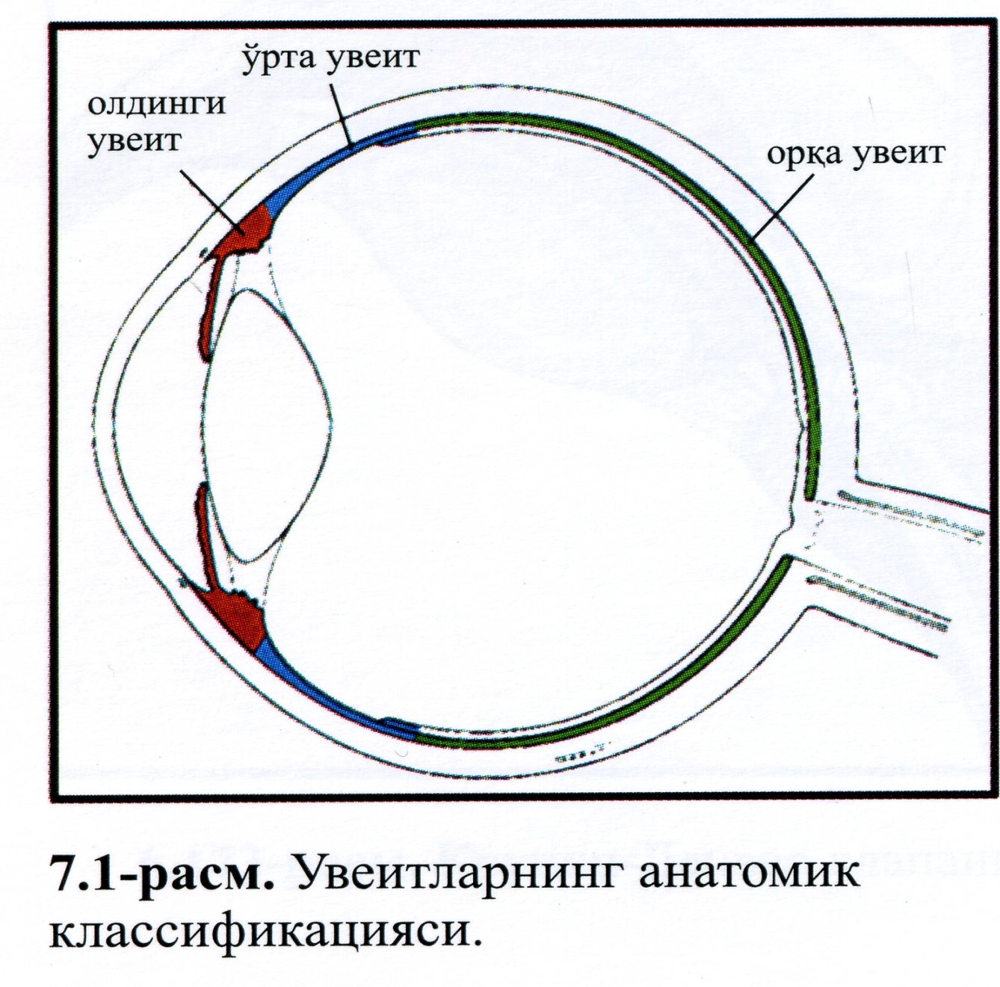 ўрта увеит
олдинги
увеит
орқа увеит
7.1-расм. Увеитларнинг анатомик
классификацияси.